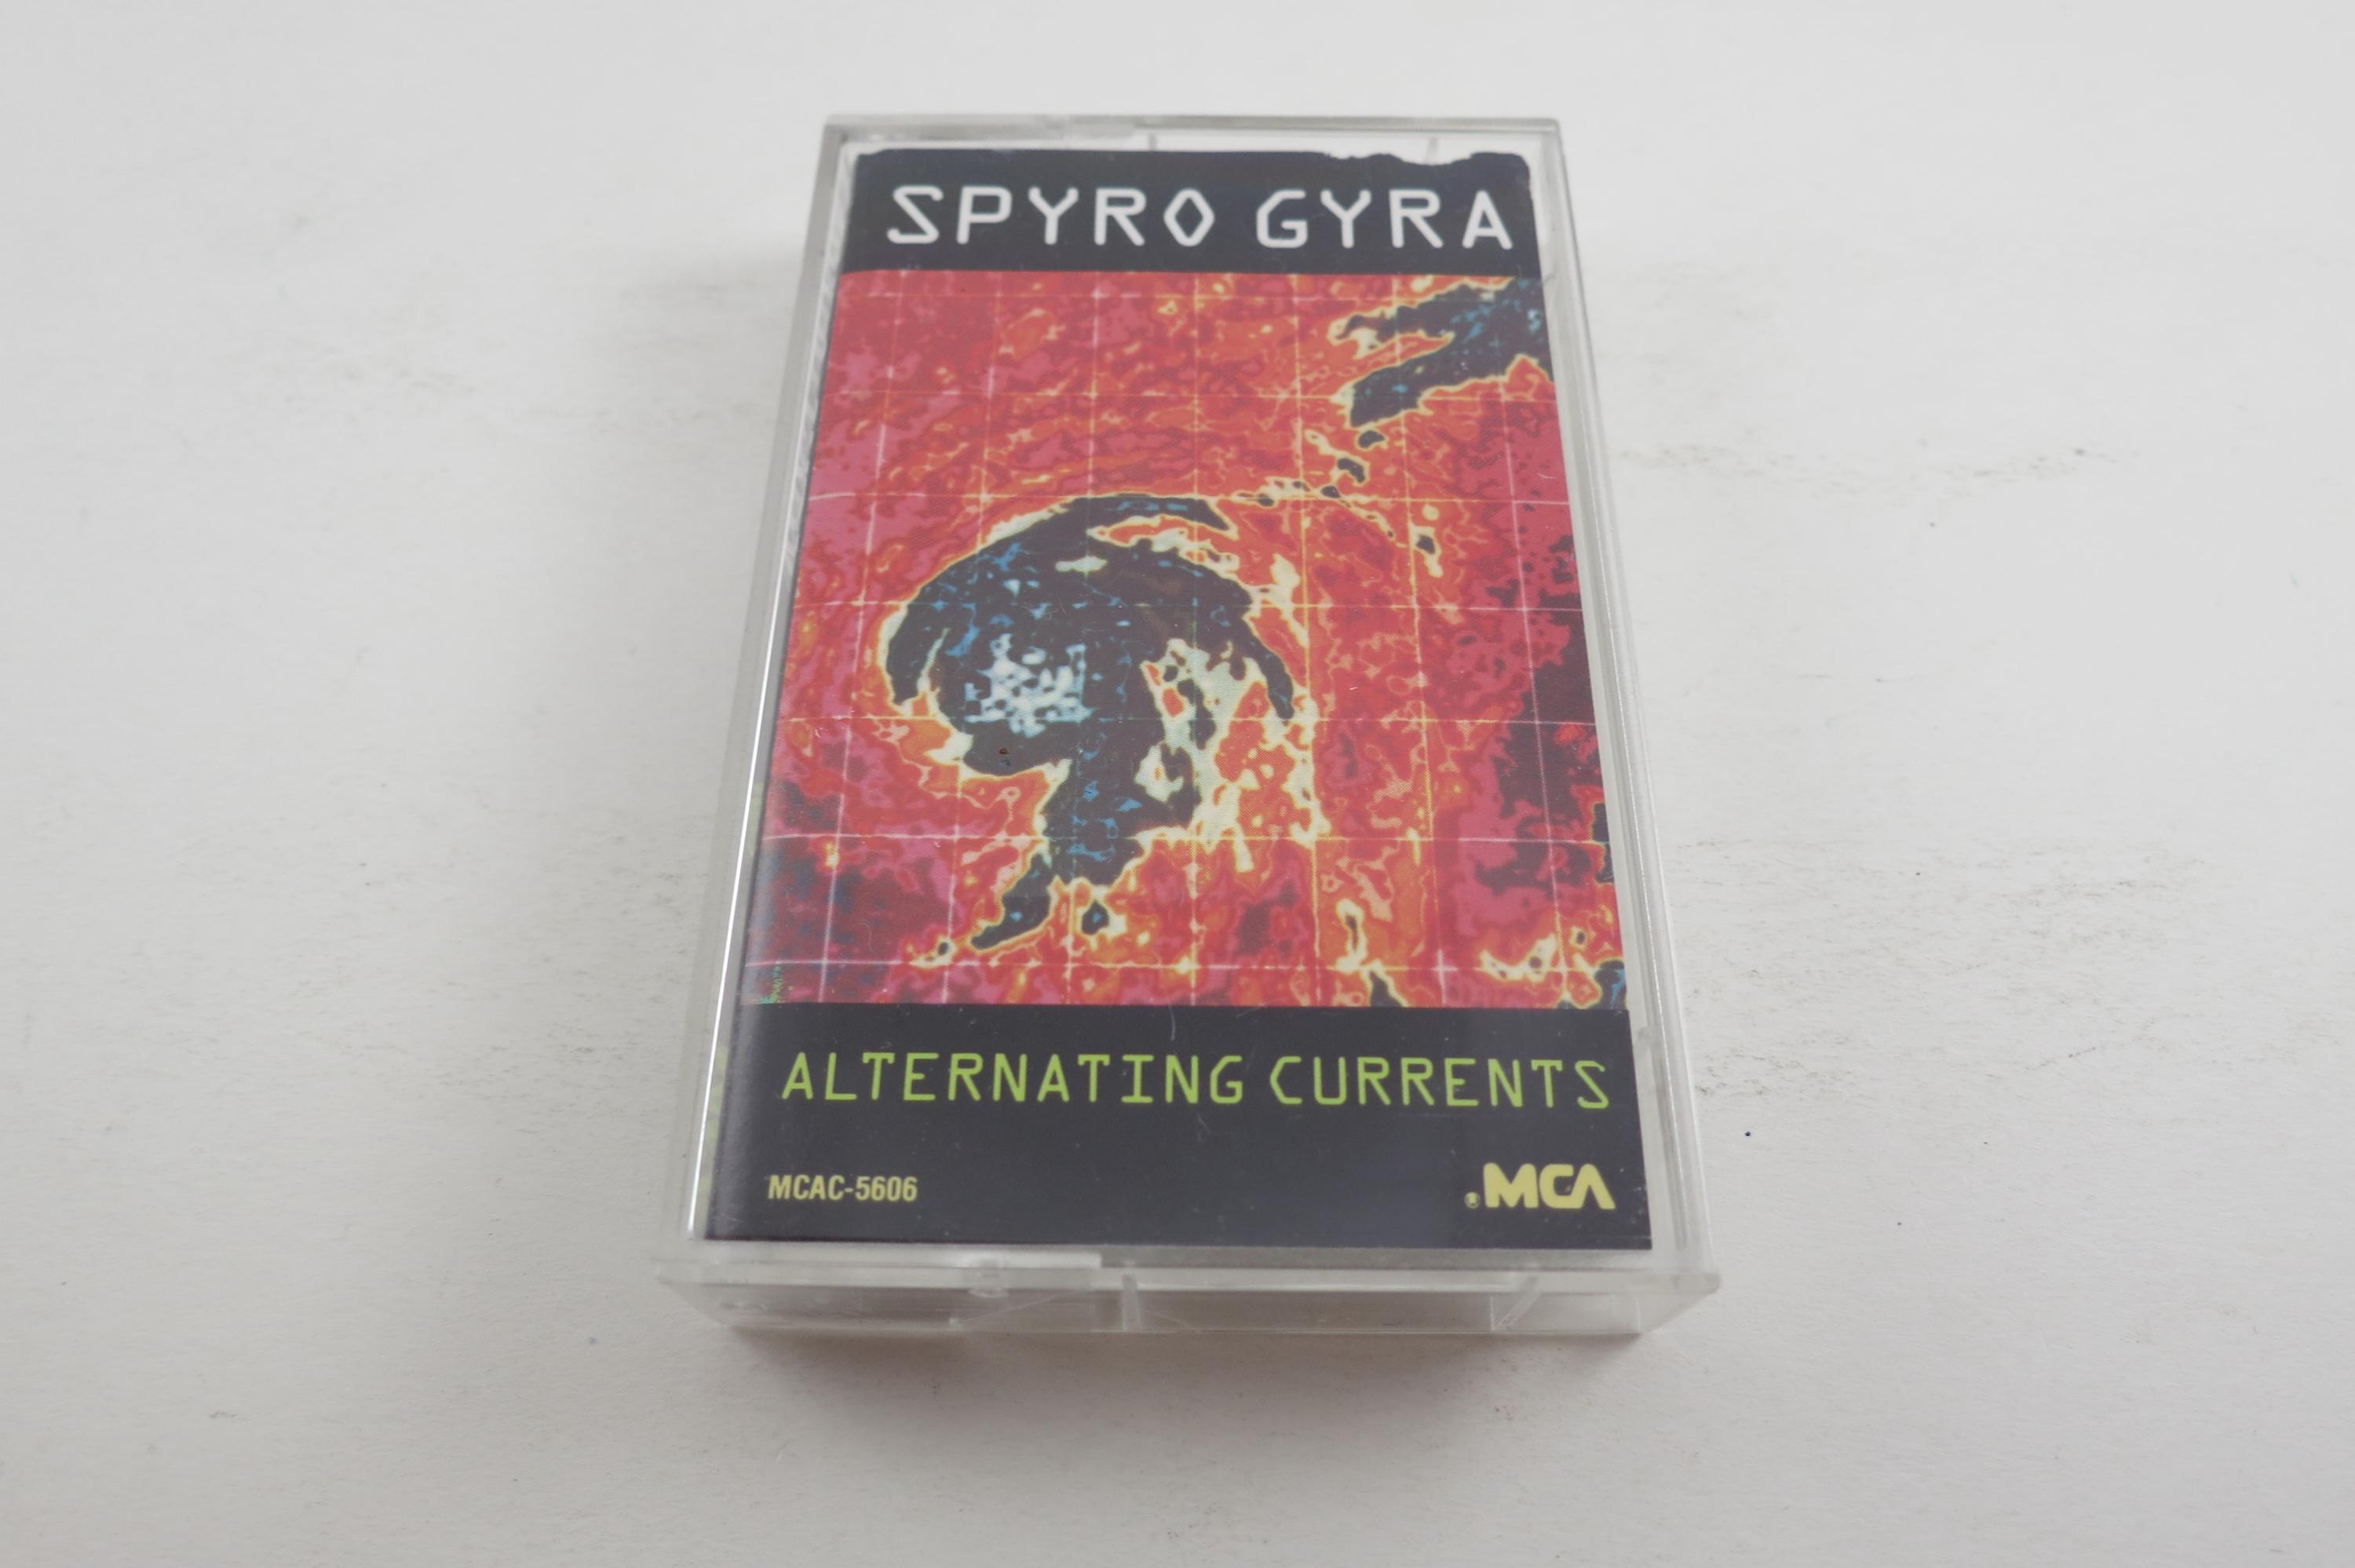 SPYRO GYRA
ALTERNATING CURRENTS
MCAC-5606
®MCA